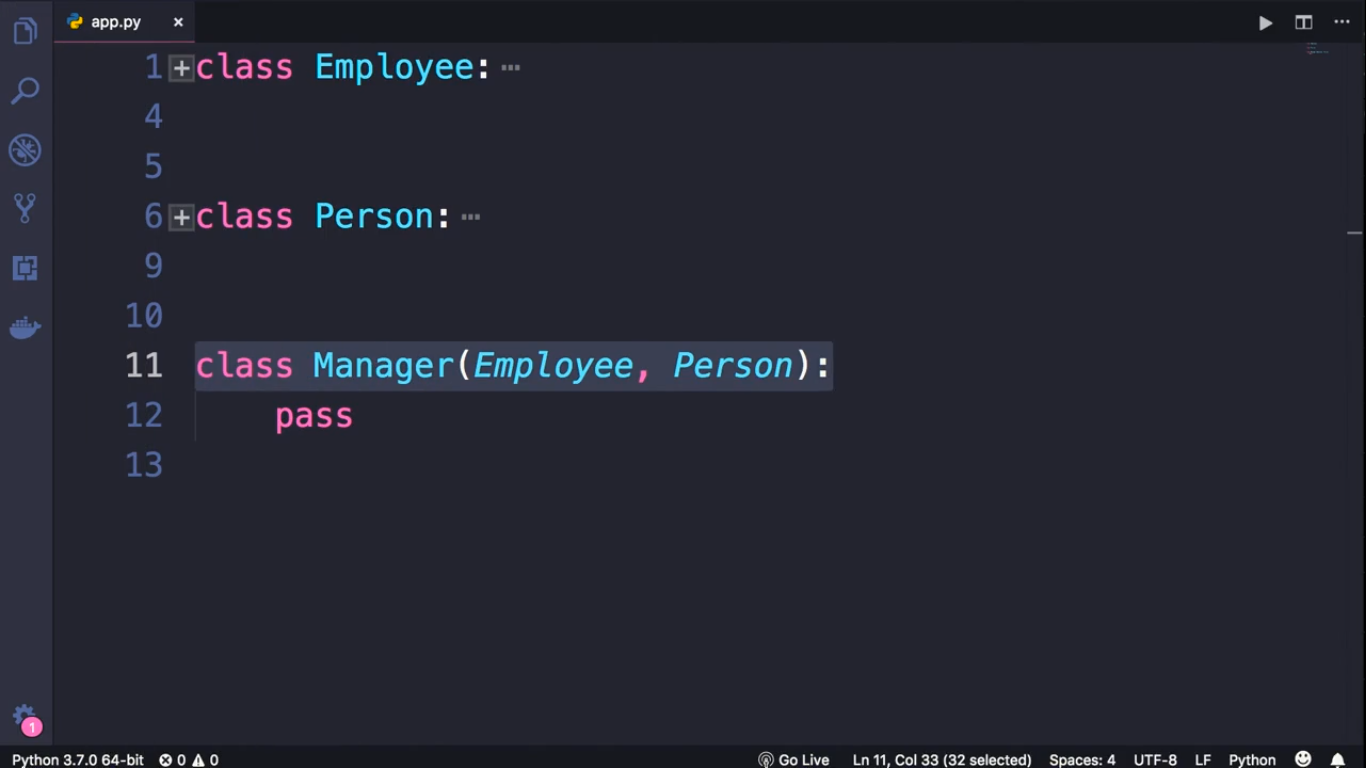 app.py
1 class Employee:
4
5
6 class Person:
9
10
11 class Manager(Employee, Person):
12 pass
13
1
Python 3.7.0 64-bit 0 0 Go Live Ln 11, Col 33 (32 selected) Spaces: 4 UTF-8 LF Python